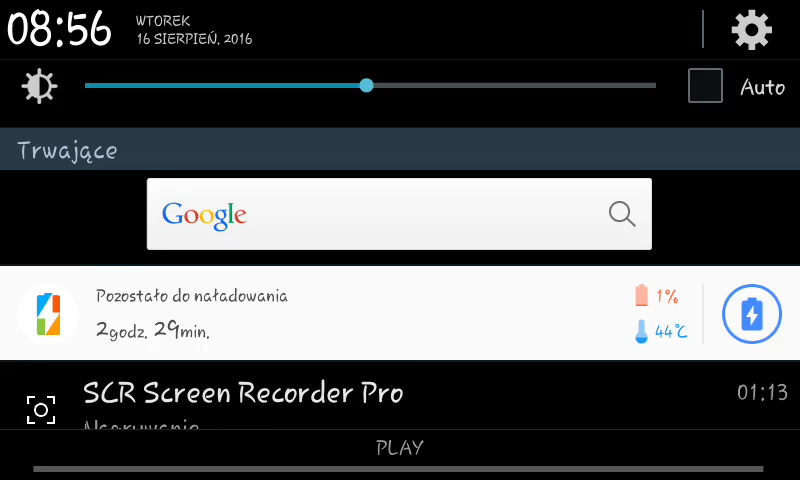 08:56
WTOREK
16 SIERPIEŃ, 2016
Auto
Trwające
Google
Pozostało do naładowania
2godz. 29min.
1%
44°C
SCR Screen Recorder Pro
01:13
Nagrywanie
PLAY